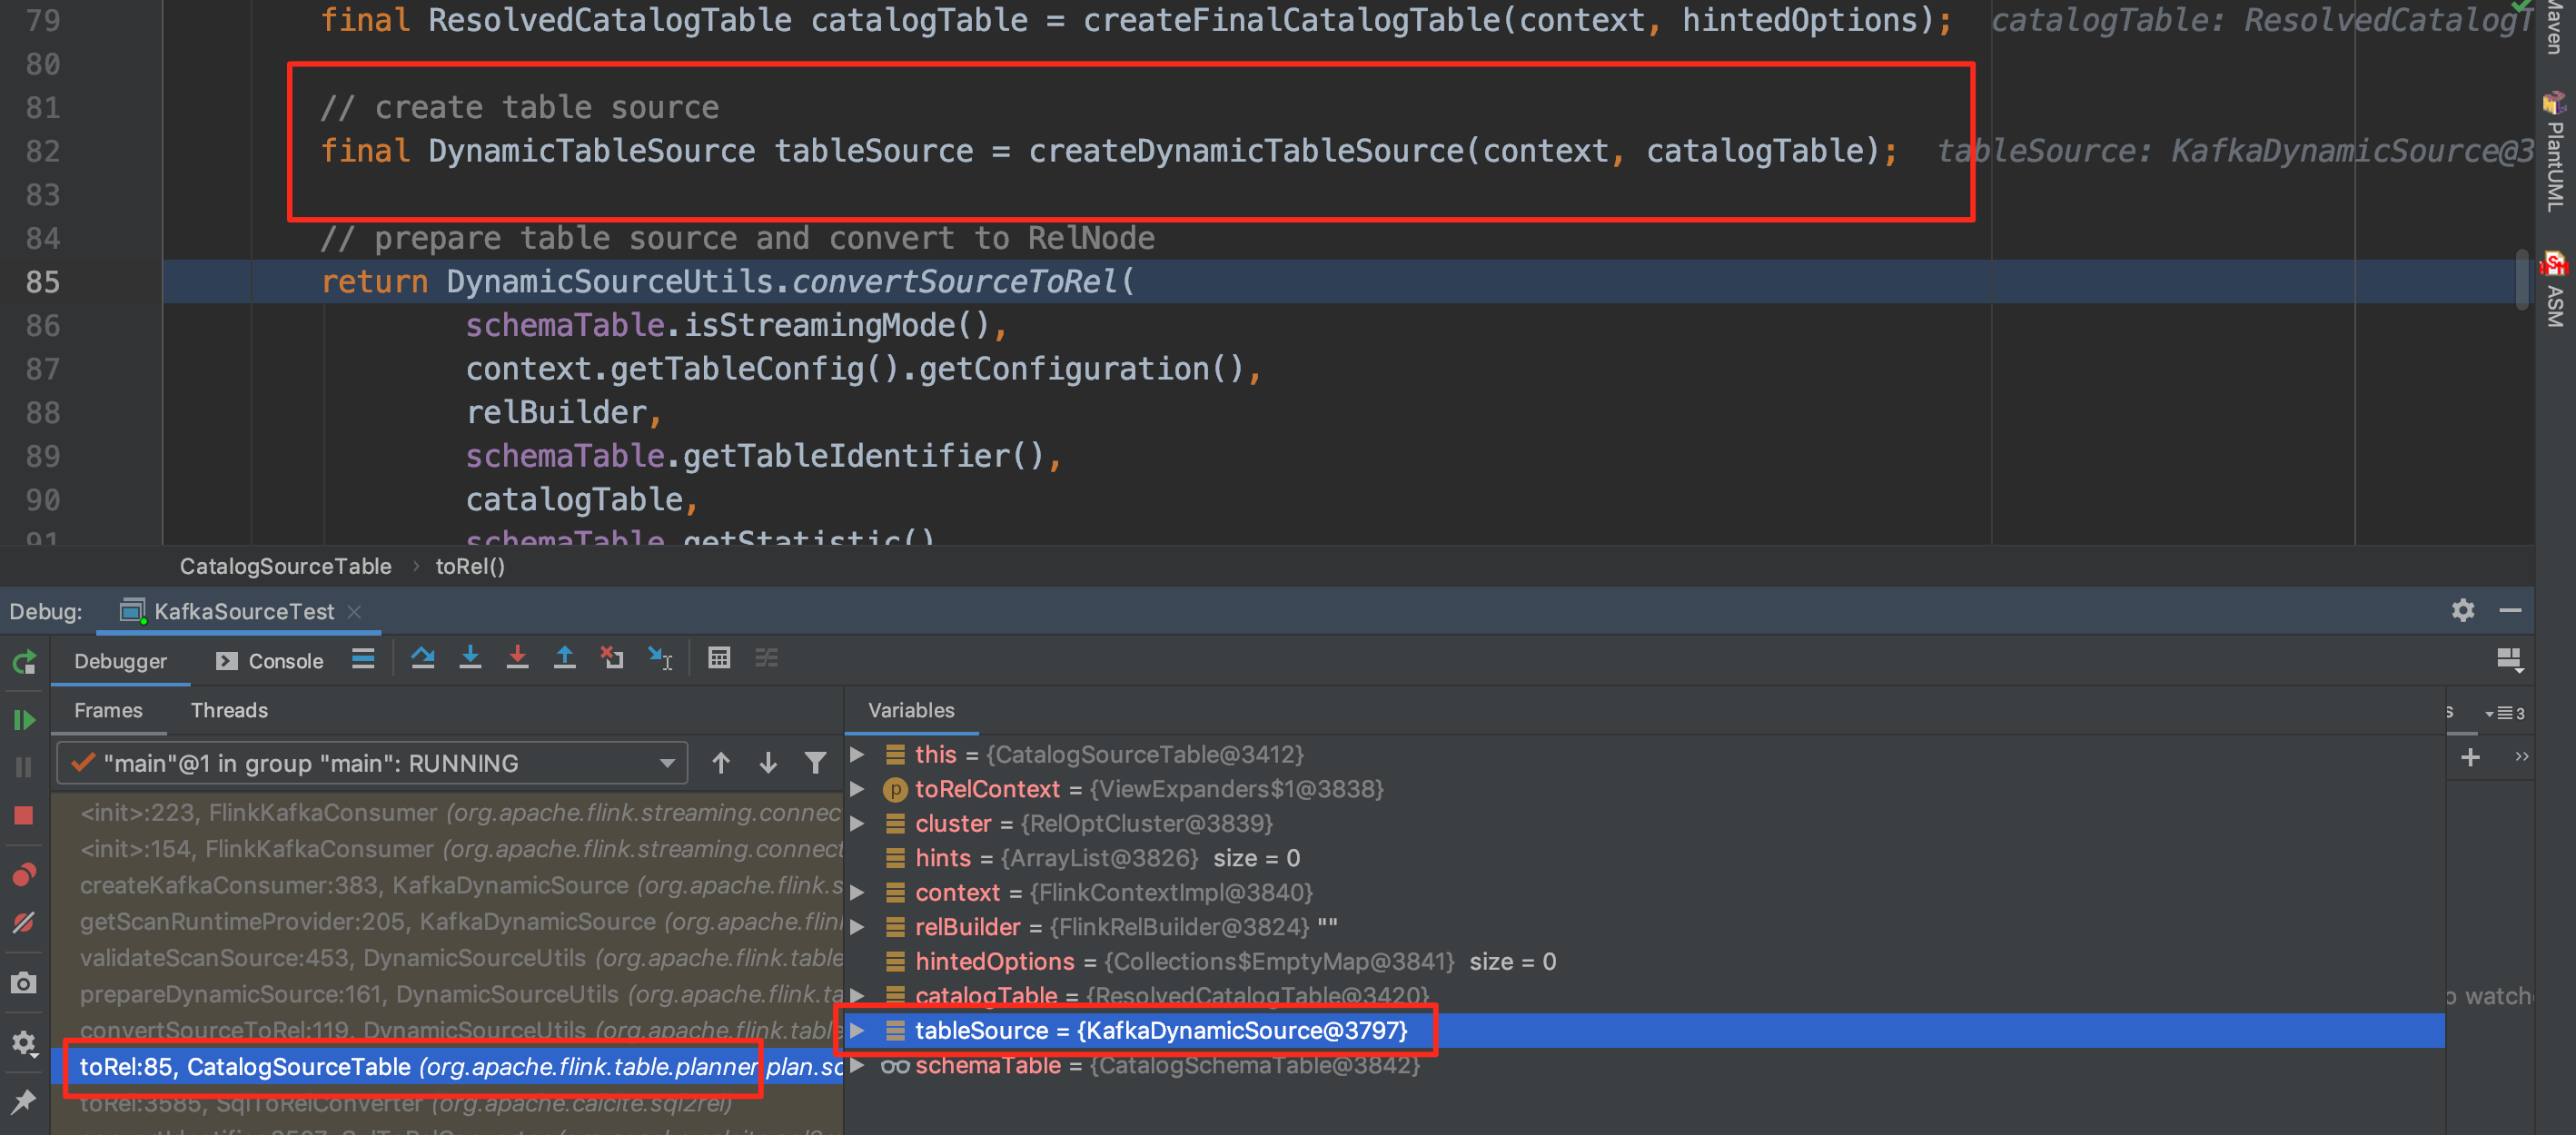 79 final ResolvedCatalogTable catalogTable = createFinalCatalogTable(context, hintedOptions); catalogTable: ResolvedCatalogT
80
81 // create table source
82 final DynamicTableSource tableSource = createDynamicTableSource(context, catalogTable); tableSource: KafkaDynamicSource@3
83
84 // prepare table source and convert to RelNode
85 return DynamicSourceUtils.convertSourceToRel(
86 schemaTable.isStreamingMode(),
87 context.getTableConfig().getConfiguration(),
88 relBuilder,
89 schemaTable.getTableIdentifier(),
90 catalogTable,
91 schemaTable.getStatistic()
Maven
PlantUML
ASM
CatalogSourceTable › toRel()
Debug: KafkaSourceTest
Debugger Console
Frames Threads
"main"@1 in group "main": RUNNING
<init>:223, FlinkKafkaConsumer (org.apache.flink.streaming.connec
<init>:154, FlinkKafkaConsumer (org.apache.flink.streaming.connect
createKafkaConsumer:383, KafkaDynamicSource (org.apache.flink.s
getScanRuntimeProvider:205, KafkaDynamicSource (org.apache.flin
validateScanSource:453, DynamicSourceUtils (org.apache.flink.table
prepareDynamicSource:161, DynamicSourceUtils (org.apache.flink.ta
convertSourceToRel:119, DynamicSourceUtils (org.apache.flink.table
toRel:85, CatalogSourceTable (org.apache.flink.table.planner.plan.sc
toRel:3585, SqlToRelConverter (org.apache.calcite.sql2rel)
Variables
this = {CatalogSourceTable@3412}
toRelContext = {ViewExpanders$1@3838}
cluster = {RelOptCluster@3839}
hints = {ArrayList@3826} size = 0
context = {FlinkContextImpl@3840}
relBuilder = {FlinkRelBuilder@3824} ""
hintedOptions = {Collections$EmptyMap@3841} size = 0
catalogTable = {ResolvedCatalogTable@3420}
tableSource = {KafkaDynamicSource@3797}
schemaTable = {CatalogSchemaTable@3842}
s 3
o watch